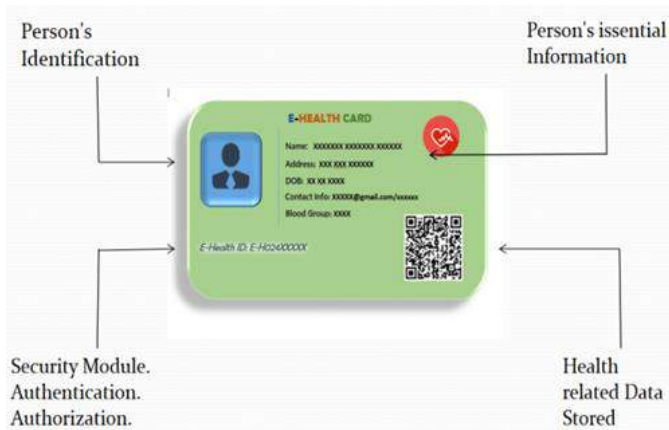 Person's
Identification
Person's issential
Information
E-HEALTH CARD
Name: XXXXXXX XXXXXXX XXXXXX
Address: XXX XXX XXXXXX
DOB: XX XX XXXX
Contact Info: XXXXX@gmail.com/xxxxxx
Blood Group: XXXX
E-Health ID: E-H024XXXXX
Security Module.
Authentication.
Authorization.
Health
related Data
Stored